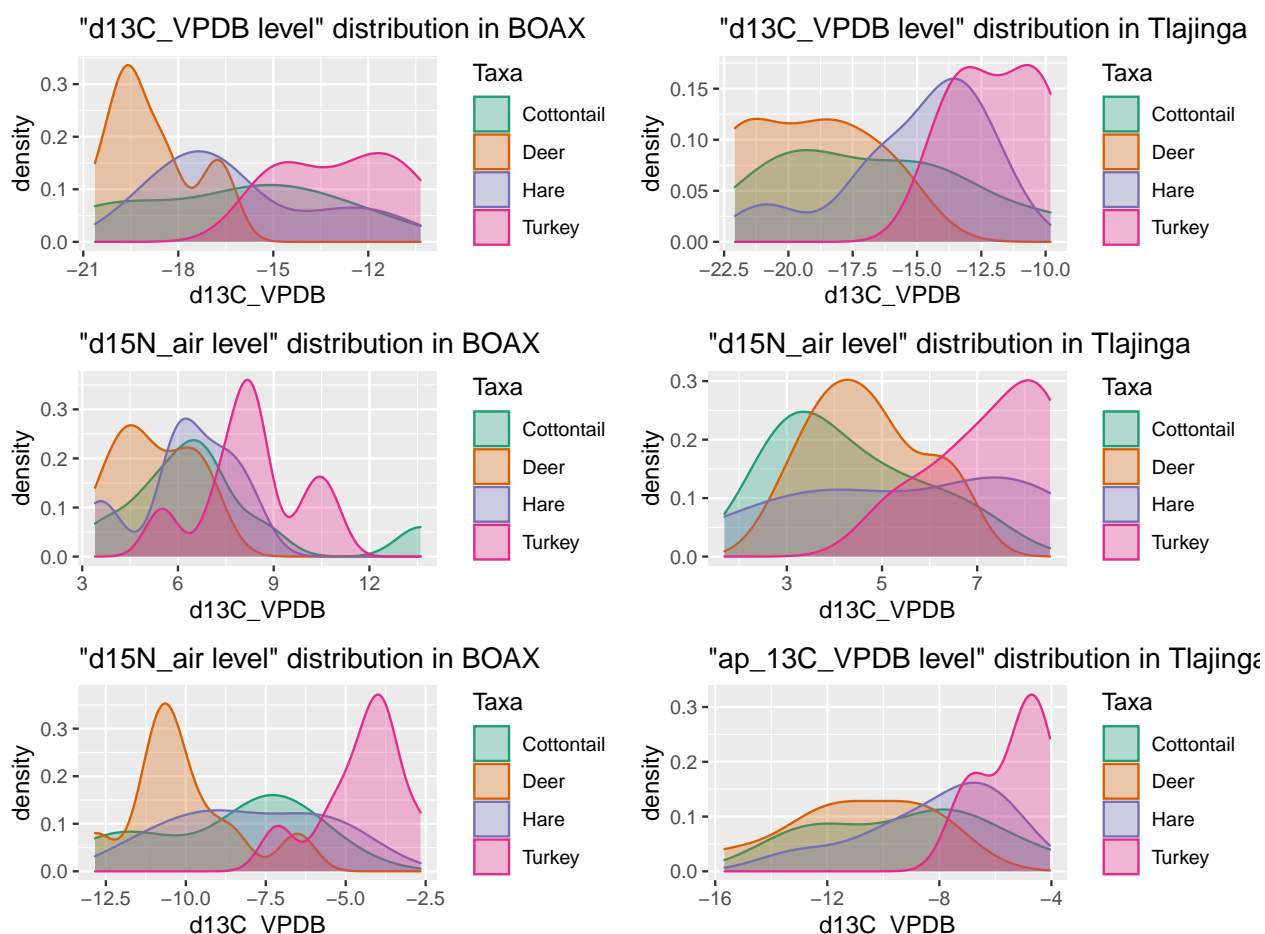 "d13C_VPDB level" distribution in BOAX
0.3
0.2
0.1
0.0
density
−21 −18 −15 −12
d13C_VPDB
Taxa
Cottontail
Deer
Hare
Turkey
"d13C_VPDB level" distribution in Tlajinga
0.15
0.10
0.05
0.00
density
−22.5 −20.0 −17.5 −15.0 −12.5 −10.0
d13C_VPDB
Taxa
Cottontail
Deer
Hare
Turkey
"d15N_air level" distribution in BOAX
0.3
0.2
0.1
0.0
density
3 6 9 12
d13C_VPDB
Taxa
Cottontail
Deer
Hare
Turkey
"d15N_air level" distribution in Tlajinga
0.3
0.2
0.1
0.0
density
3 5 7
d13C_VPDB
Taxa
Cottontail
Deer
Hare
Turkey
"d15N_air level" distribution in BOAX
0.3
0.2
0.1
0.0
density
−12.5 −10.0 −7.5 −5.0 −2.5
d13C_VPDB
Taxa
Cottontail
Deer
Hare
Turkey
"ap_13C_VPDB level" distribution in Tlajinga
0.3
0.2
0.1
0.0
density
−16 −12 −8 −4
d13C_VPDB
Taxa
Cottontail
Deer
Hare
Turkey